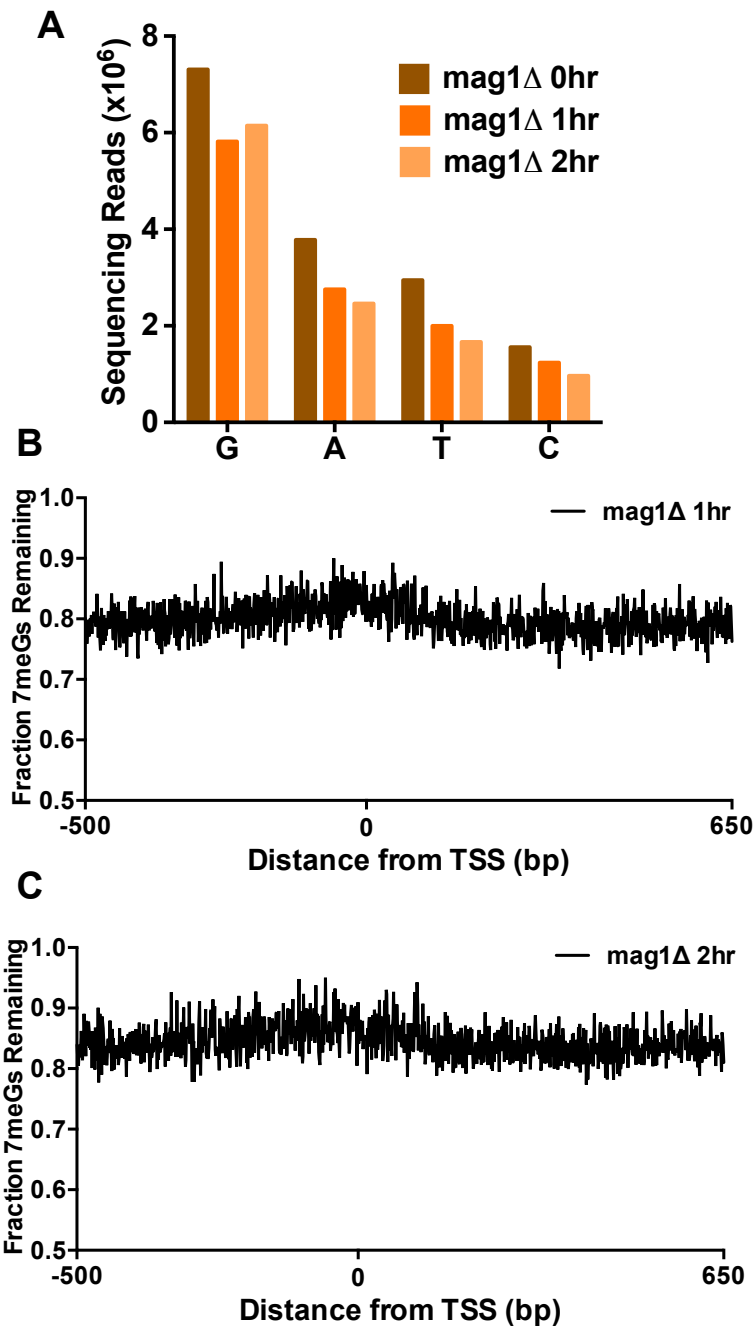 A
Sequencing Reads (x10⁶)
8
6
4
2
0
mag1Δ 0hr
mag1Δ 1hr
mag1Δ 2hr
G A T C
B
Fraction 7meGs Remaining
1.0
0.9
0.8
0.7
0.6
0.5
mag1Δ 1hr
-500 0 650
Distance from TSS (bp)
C
Fraction 7meGs Remaining
1.0
0.9
0.8
0.7
0.6
0.5
mag1Δ 2hr
-500 0 650
Distance from TSS (bp)